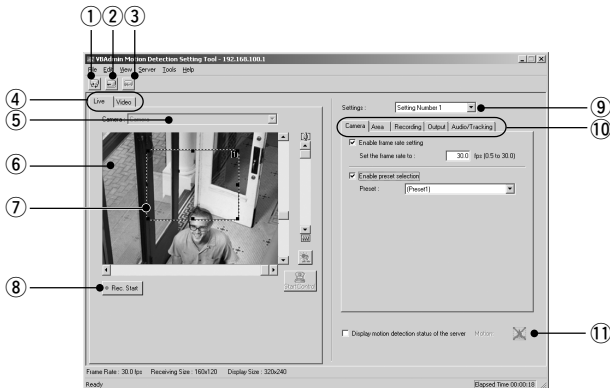 ① ② ③
VBAdmin Motion Detection Setting Tool - 192.168.100.1
File Edit View Server Tools Help
④ Live Video
⑤ Camera :
⑥
⑦
⑧ Rec. Start
Start Control
Settings : Setting Number 1 ⑨
Camera Area Recording Output Audio/Tracking ⑩
Enable frame rate setting
Set the frame rate to : 30.0 fps (0.5 to 30.0)
Enable preset selection
Preset : (Preset1)
Display motion detection status of the server Motion: ⑪
Frame Rate : 30.0 fps Receiving Size : 160x120 Display Size : 320x240
Ready Elapsed Time 00:00:18